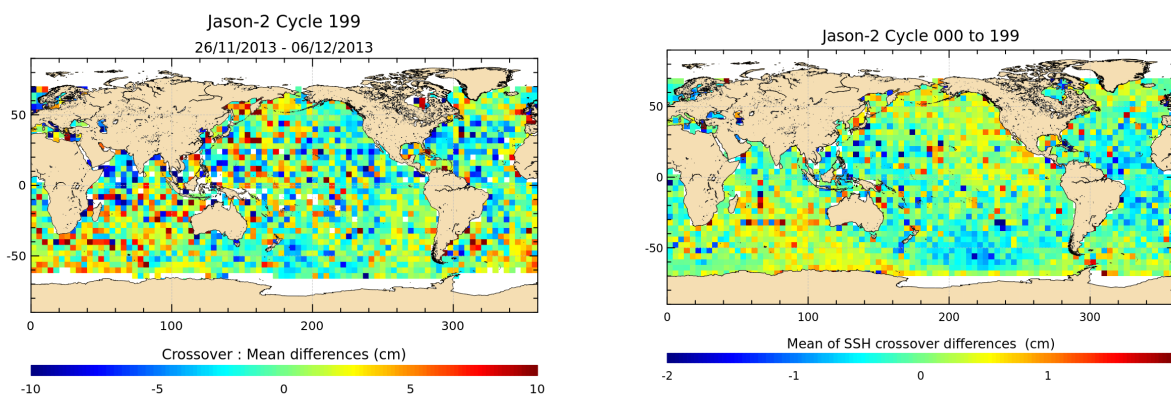 Jason-2 Cycle 199
26/11/2013 - 06/12/2013
50
0
-50
0 100 200 300
Crossover : Mean differences (cm)
-10 -5 0 5 10
Jason-2 Cycle 000 to 199
50
0
-50
0 100 200 300
Mean of SSH crossover differences (cm)
-2 -1 0 1